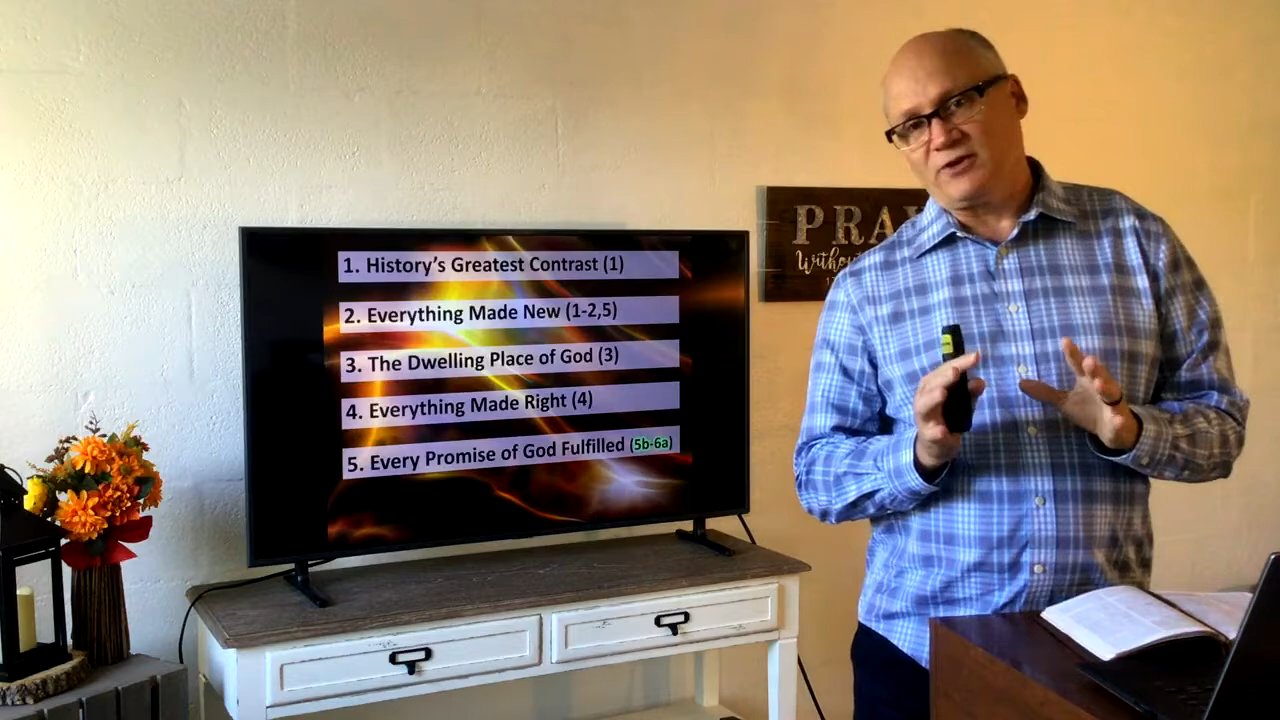 1. History's Greatest Contrast (1)
2. Everything Made New (1-2,5)
3. The Dwelling Place of God (3)
4. Everything Made Right (4)
5. Every Promise of God Fulfilled (5b-6a)
PRA
Witho